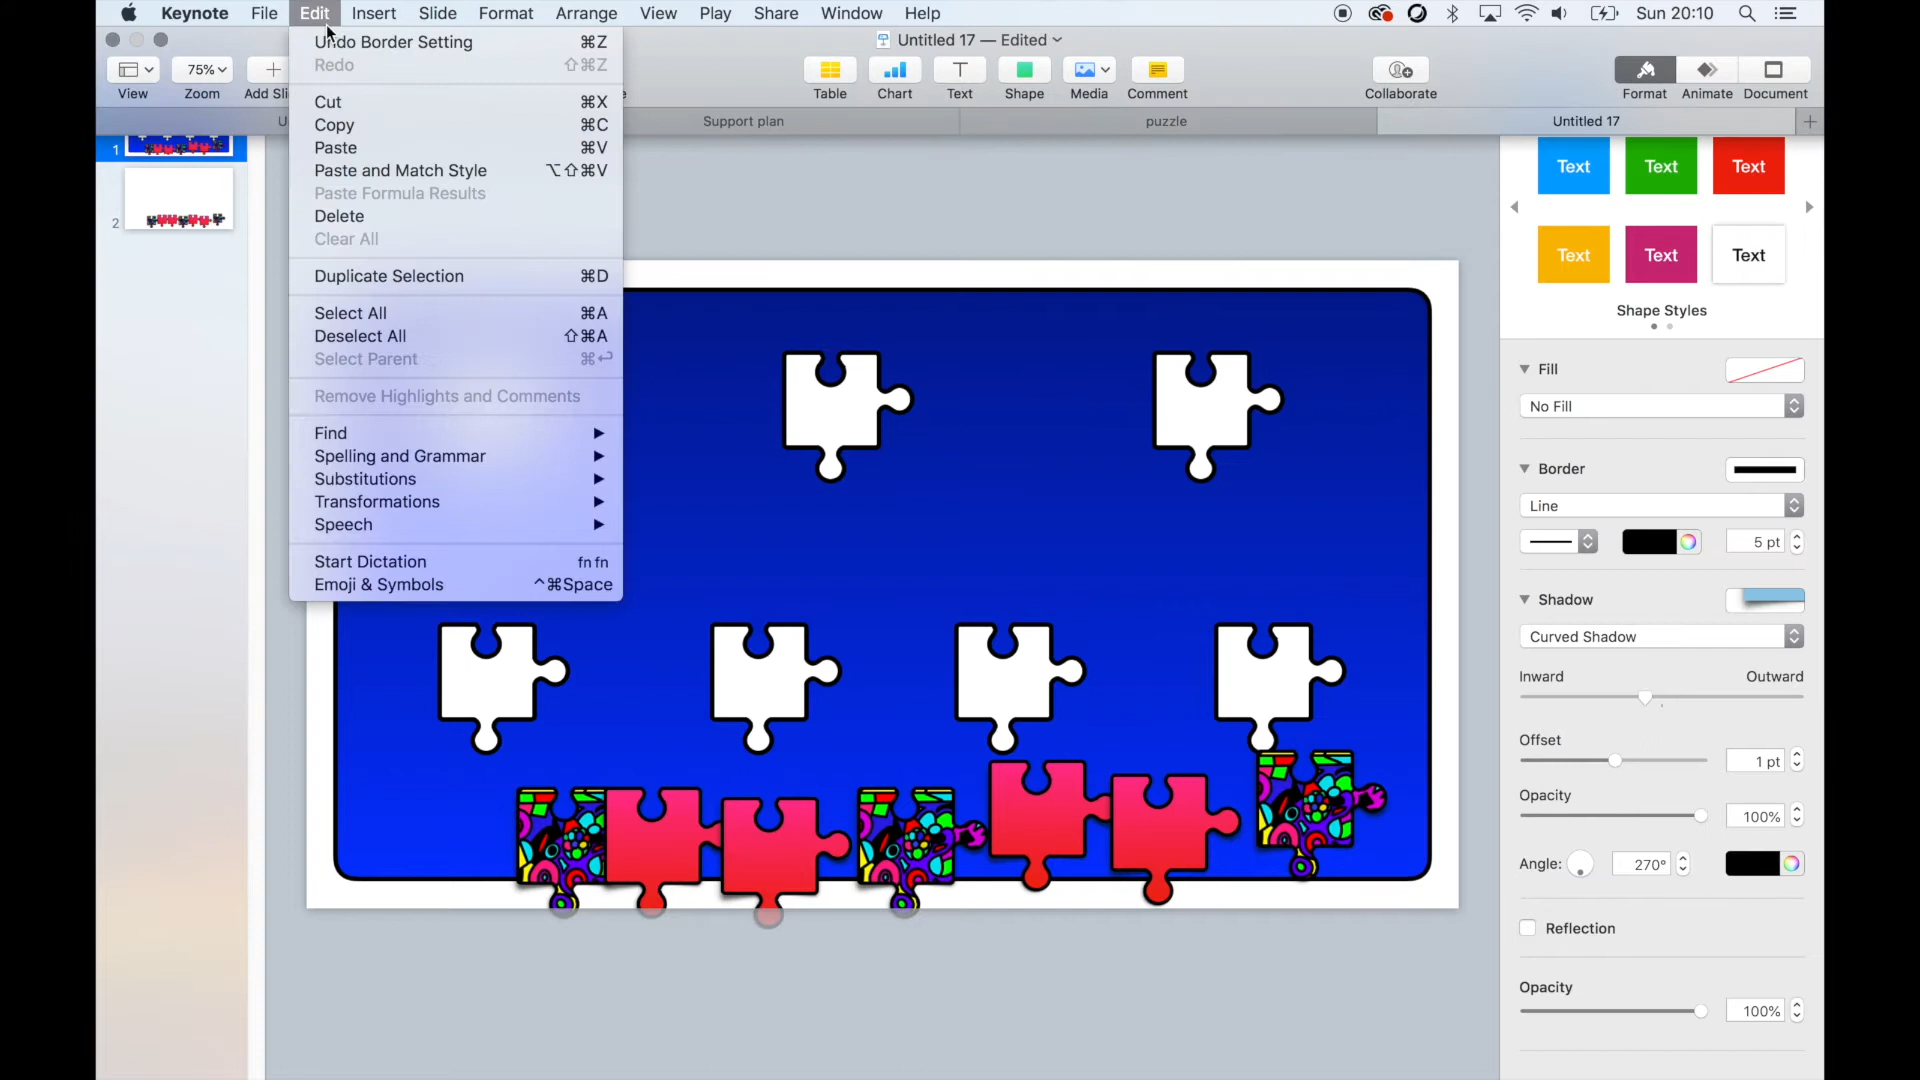 Keynote File Edit Insert Slide Format Arrange View Play Share Window Help Sun 20:10
Untitled 17 — Edited
75%
View Zoom Add Sli Table Chart Text Shape Media Comment Collaborate Format Animate Document
Support plan puzzle Untitled 17
Undo Border Setting ⌘Z
Redo ⇧⌘Z
Cut ⌘X
Copy ⌘C
Paste ⌘V
Paste and Match Style ⌥⇧⌘V
Paste Formula Results
Delete
Clear All
Duplicate Selection ⌘D
Select All ⌘A
Deselect All ⇧⌘A
Select Parent ⌘↩
Remove Highlights and Comments
Find
Spelling and Grammar
Substitutions
Transformations
Speech
Start Dictation fn fn
Emoji & Symbols ^⌘Space
1
2
Text Text Text
Text Text Text
Shape Styles
Fill
No Fill
Border
Line
5 pt
Shadow
Curved Shadow
Inward Outward
Offset
1 pt
Opacity
100%
Angle: 270°
Reflection
Opacity
100%